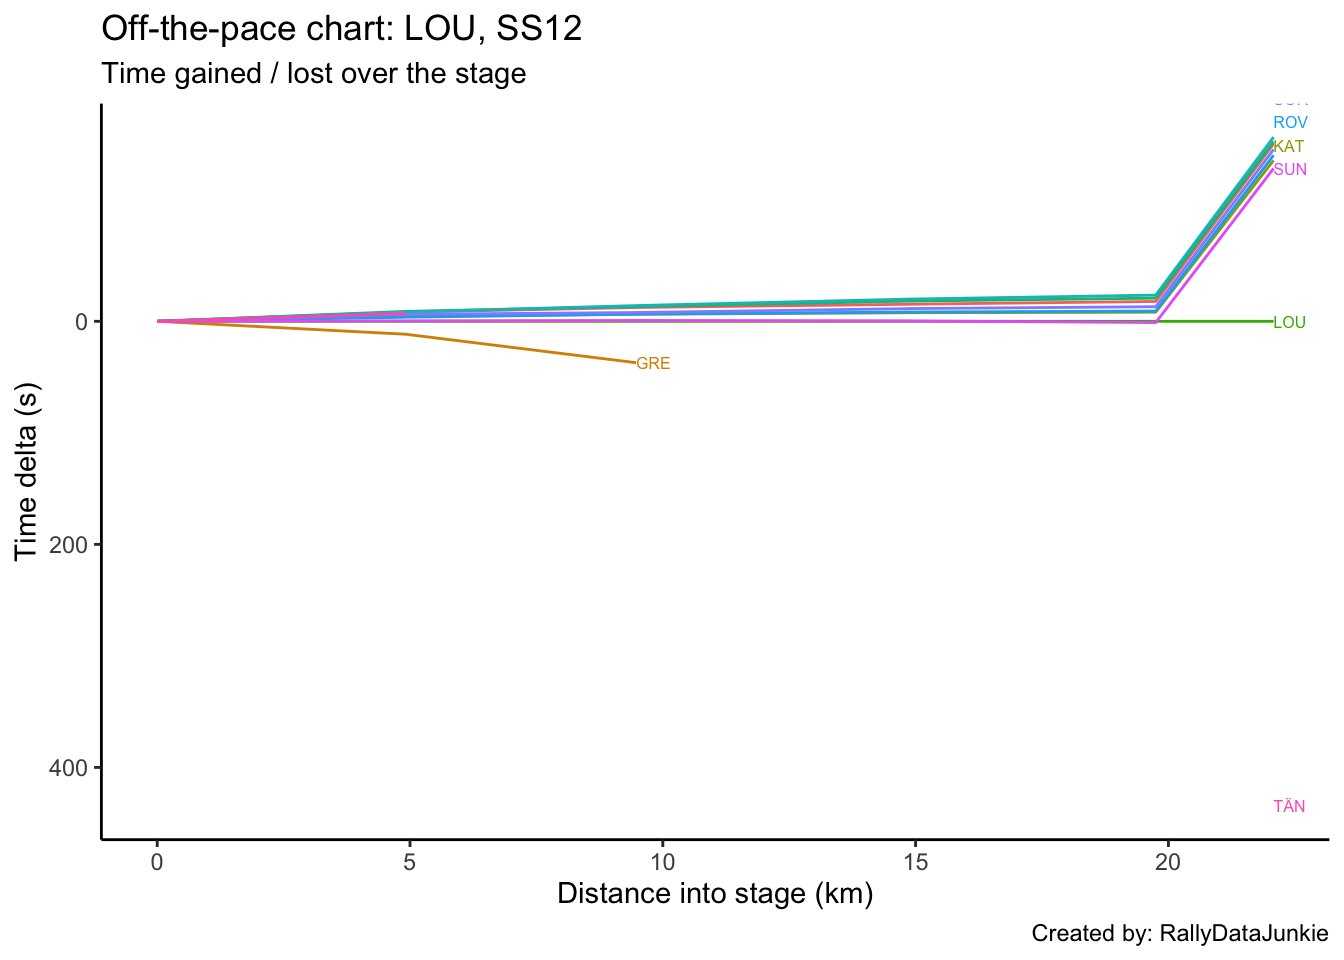 Off-the-pace chart: LOU, SS12
Time gained / lost over the stage
ROV
KAT
SUN
0
LOU
GRE
Time delta (s)
200
400
TÄN
0 5 10 15 20
Distance into stage (km)
Created by: RallyDataJunkie